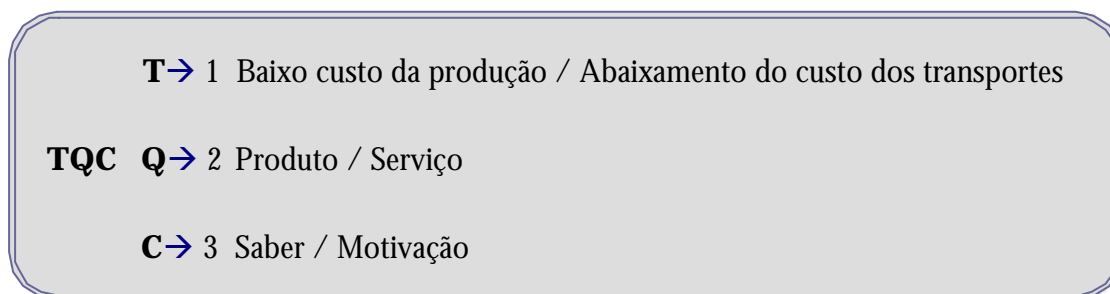 T→ 1 Baixo custo da produção / Abaixamento do custo dos transportes
TQC Q→ 2 Produto / Serviço
C→ 3 Saber / Motivação